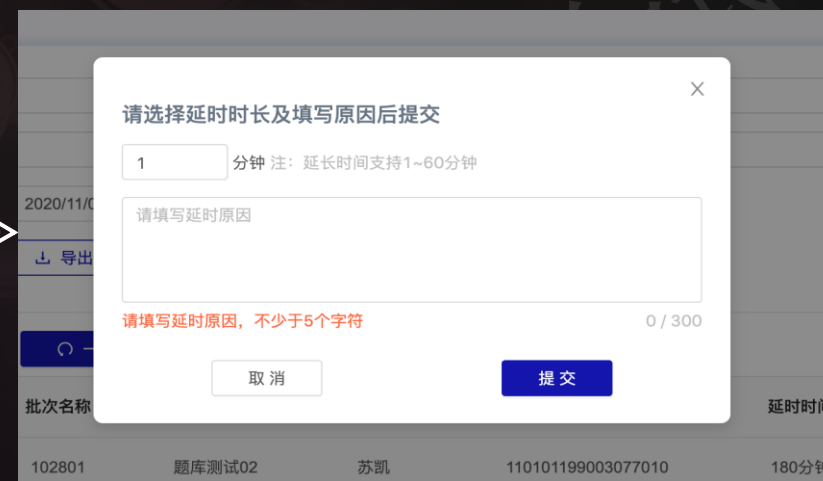 请选择延时时长及填写原因后提交
1 分钟 注：延长时间支持1~60分钟
2020/11/0
请填写延时原因
导出
请填写延时原因，不少于5个字符 0 / 300
一
取 消 提 交
批次名称 延时时间
102801 题库测试02 苏凯 110101199003077010 180分钟